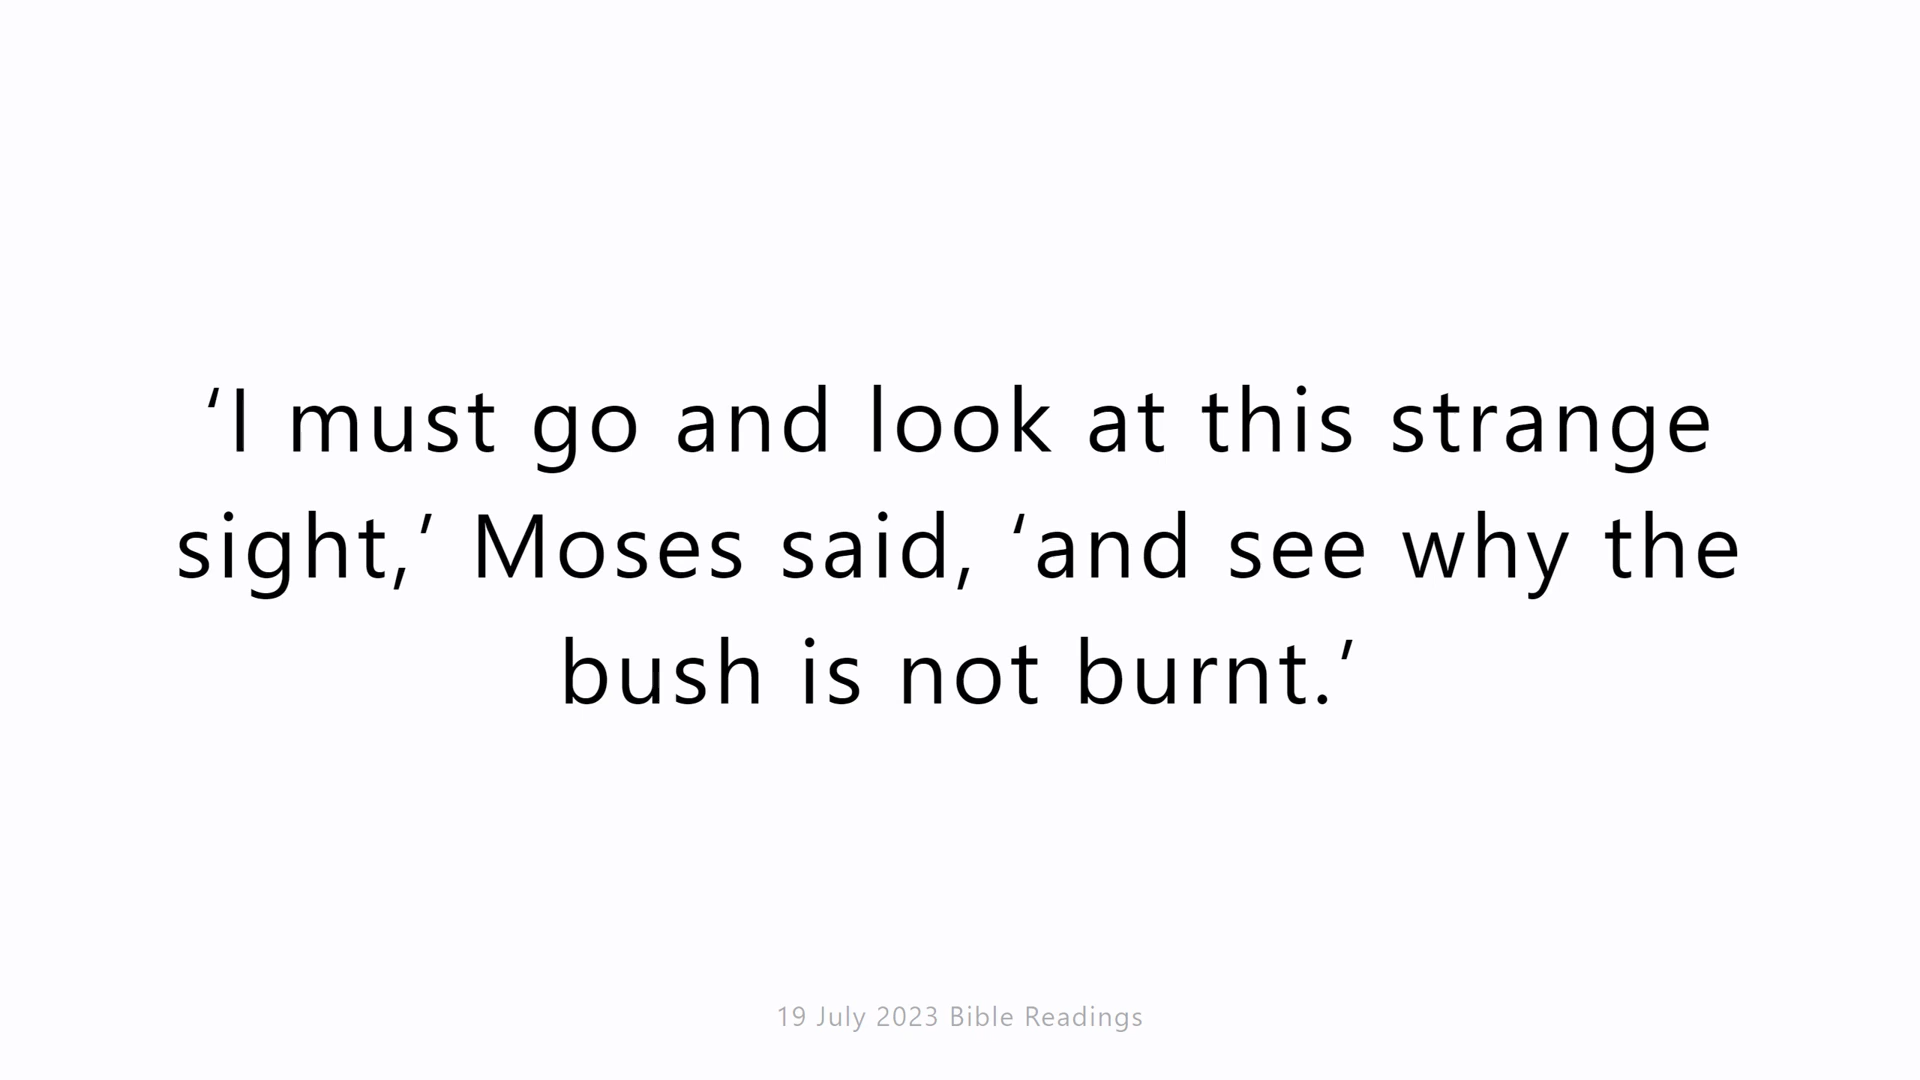 ‘I must go and look at this strange
sight,’ Moses said, ‘and see why the
bush is not burnt.’
19 July 2023 Bible Readings